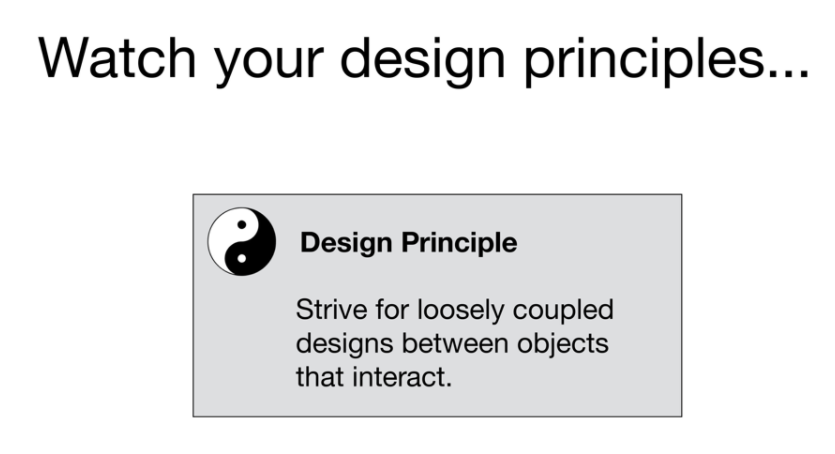 Watch your design principles...
Design Principle
Strive for loosely coupled
designs between objects
that interact.